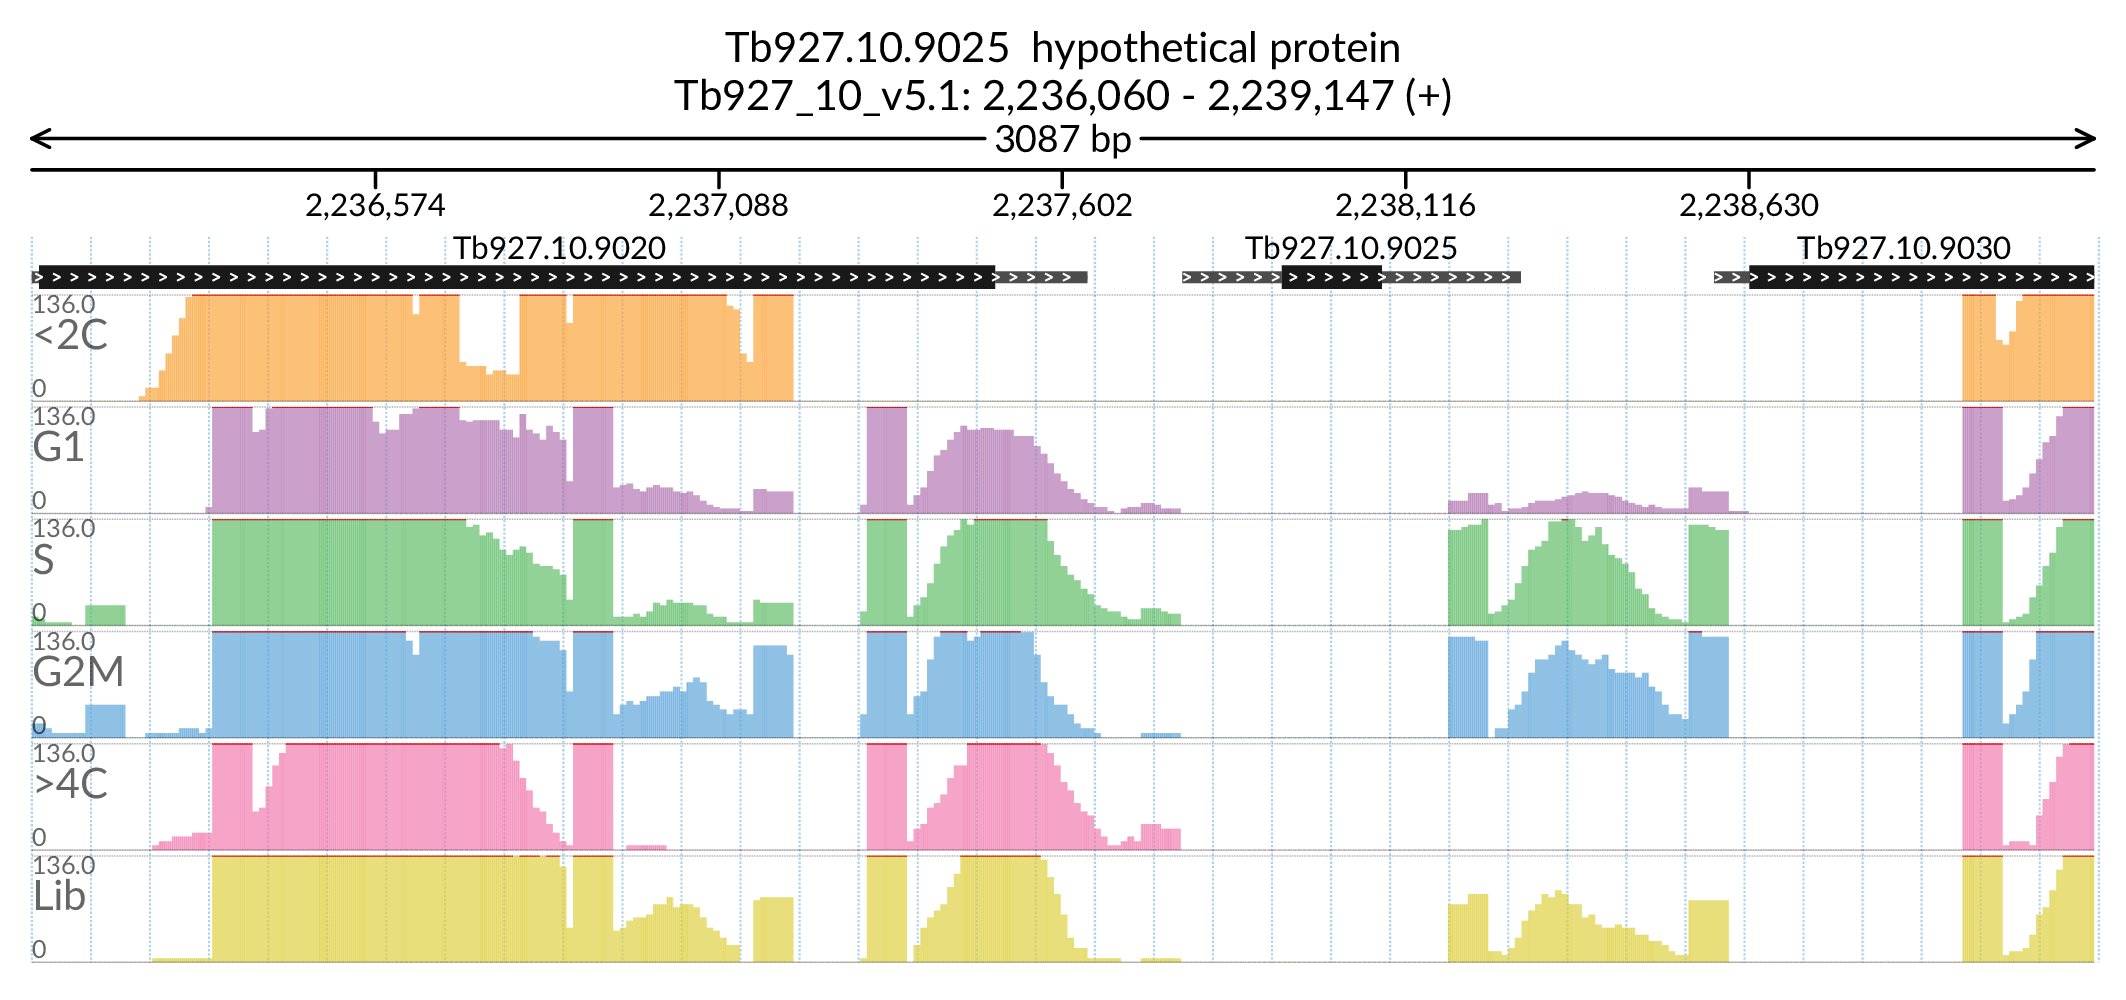 Tb927.10.9025 hypothetical protein
Tb927_10_v5.1: 2,236,060 - 2,239,147 (+)
3087 bp
2,236,574 2,237,088 2,237,602 2,238,116 2,238,630
Tb927.10.9020 Tb927.10.9025 Tb927.10.9030
136.0
<2C
0
136.0
G1
0
136.0
S
0
136.0
G2M
0
136.0
>4C
0
136.0
Lib
0